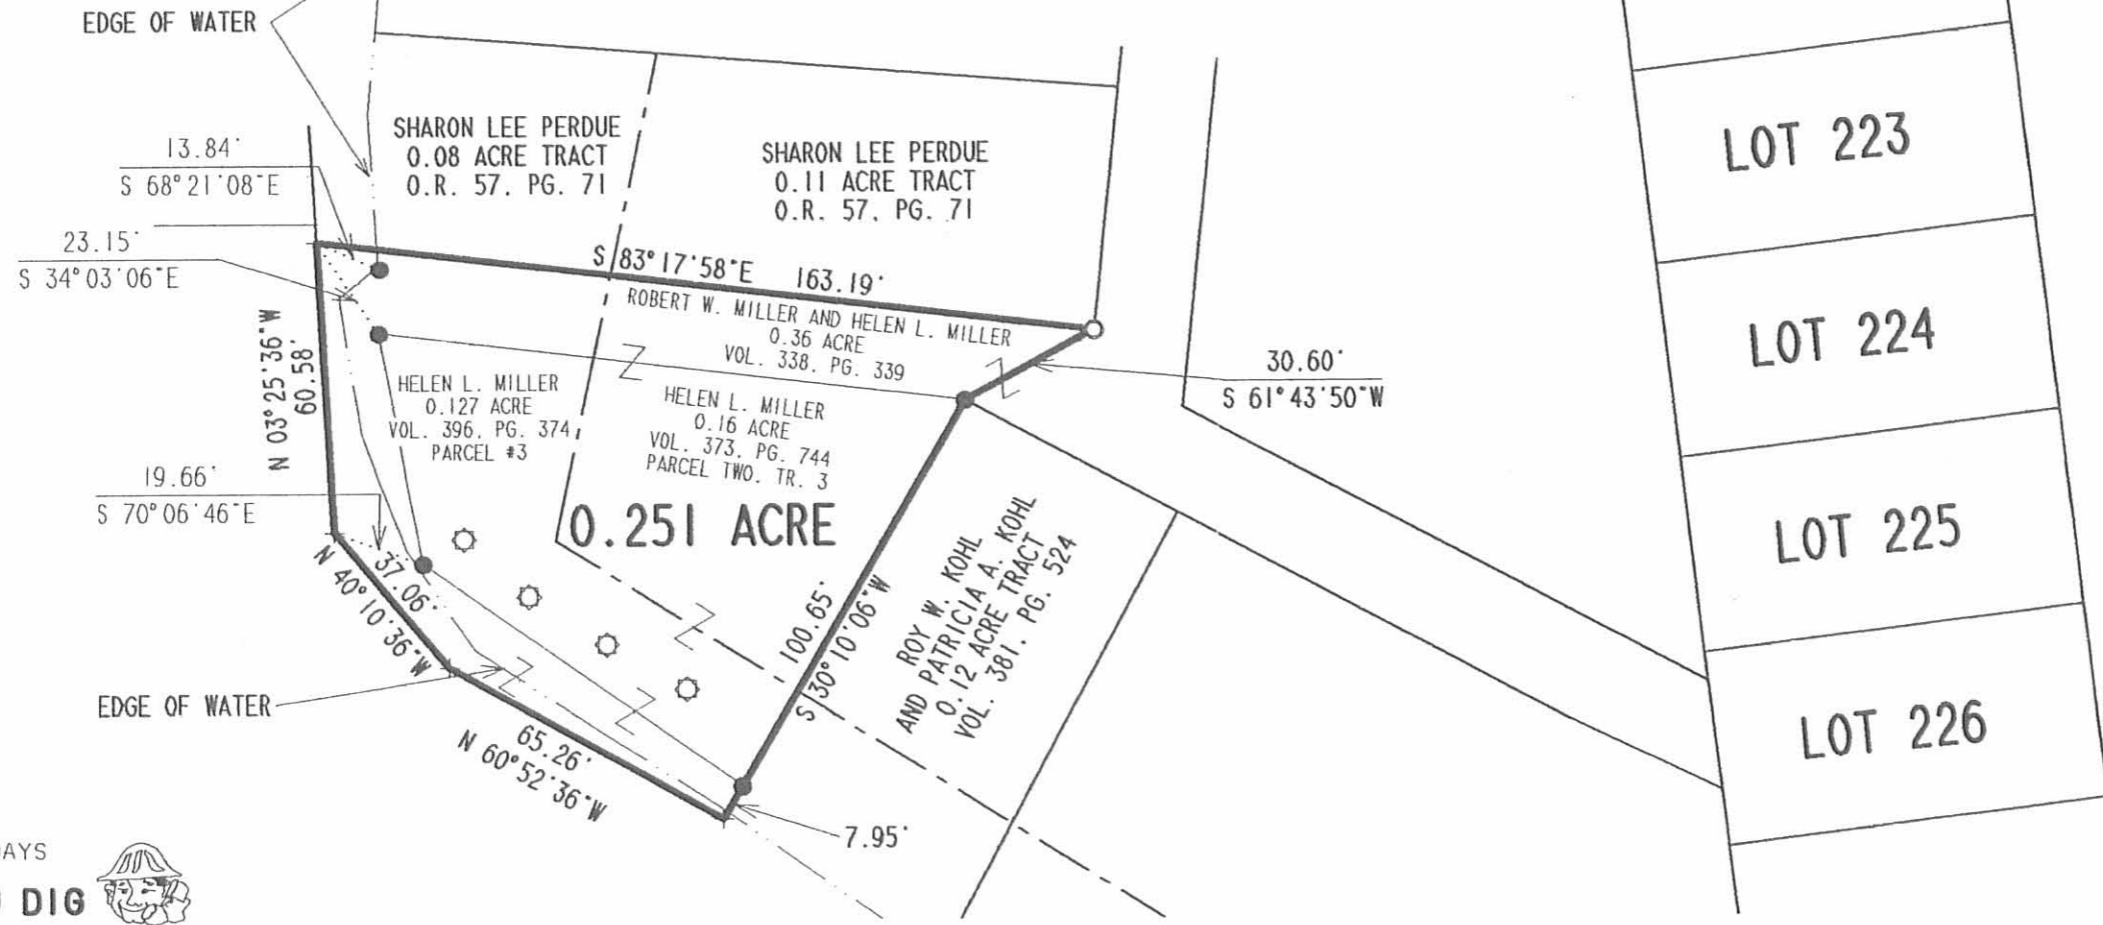 EDGE OF WATER
SHARON LEE PERDUE
0.08 ACRE TRACT
O.R. 57. PG. 71
SHARON LEE PERDUE
0.11 ACRE TRACT
O.R. 57. PG. 71
13.84'
S 68°21'08"E
23.15'
S 34°03'06"E
S 83°17'58"E 163.19'
ROBERT W. MILLER AND HELEN L. MILLER
0.36 ACRE
VOL. 338. PG. 339
30.60'
S 61°43'50"W
N 03°25'36"W
60.58'
HELEN L. MILLER
0.127 ACRE
VOL. 396. PG. 374
PARCEL #3
HELEN L. MILLER
0.16 ACRE
VOL. 373. PG. 744
PARCEL TWO. TR. 3
0.251 ACRE
19.66'
S 70°06'46"E
37.06'
N 40°10'36"W
100.65'
S 30°10'06"W
ROY W. KOHL
AND PATRICIA A. KOHL
0.12 ACRE TRACT
VOL. 381. PG. 524
EDGE OF WATER
65.26'
N 60°52'36"W
7.95'
LOT 223
LOT 224
LOT 225
LOT 226
AYS
DIG